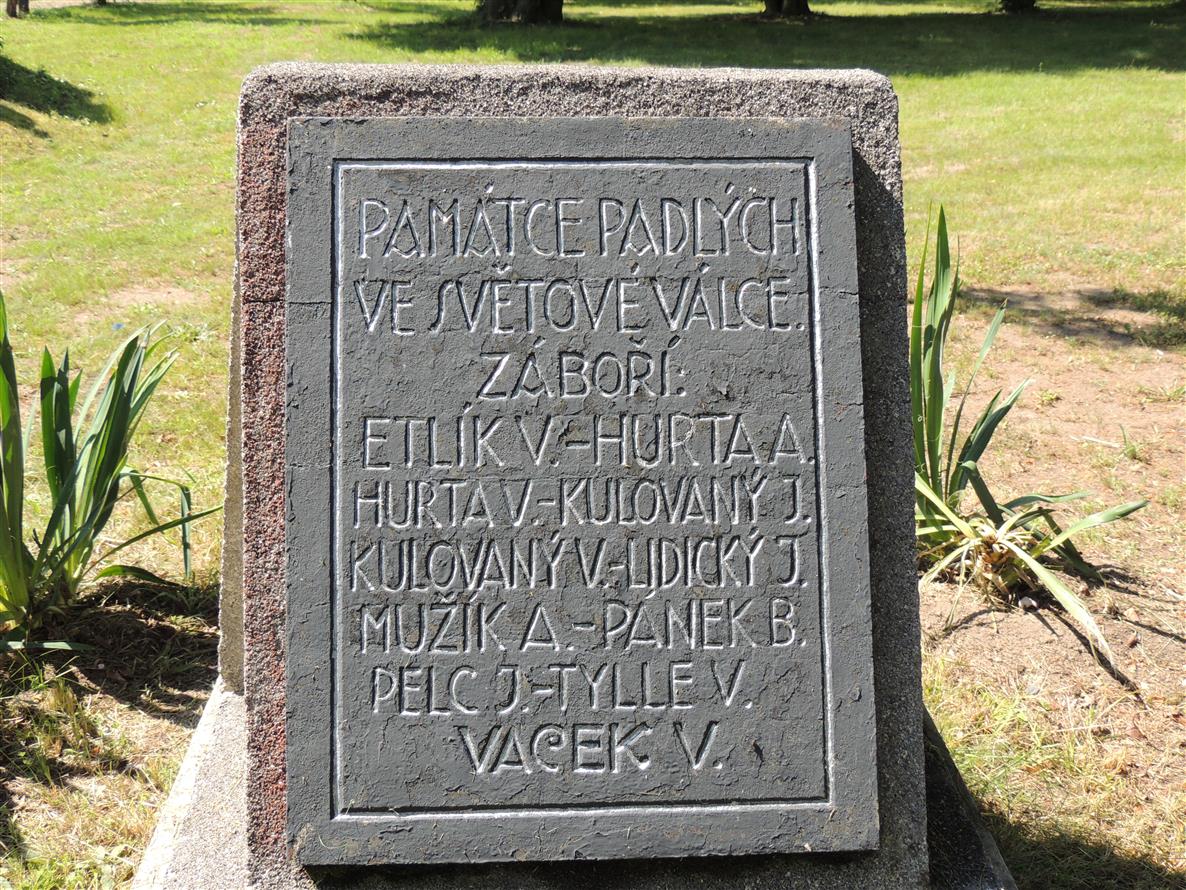 PAMÁTCE PADLÝCH
VE SVĚTOVÉ VÁLCE.
ZÁBOŘÍ:
ETLÍK V.-HURTA A.
HURTA V.-KULOVANÝ J.
KULOVANÝ V.-LIDICKÝ J.
MUŽÍK A.-PÁNEK B.
PELC J.-TYLLE V.
VACEK V.